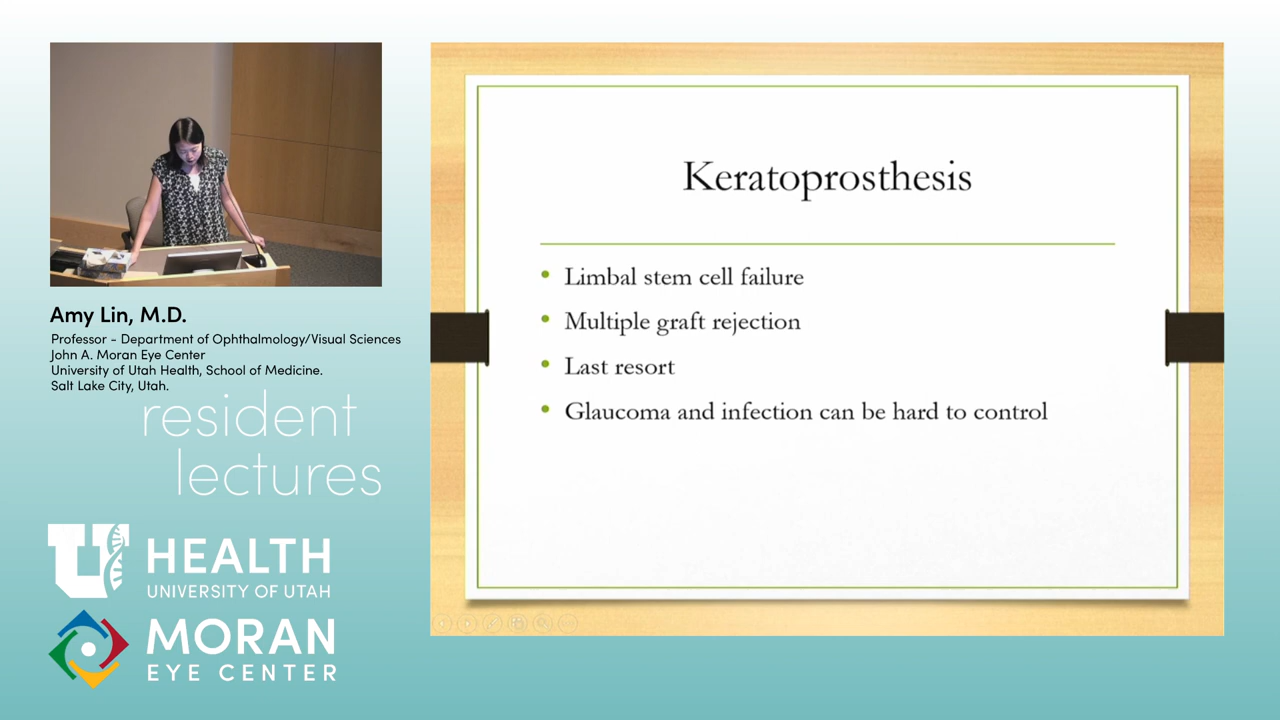 Amy Lin, M.D.
Professor - Department of Ophthalmology/Visual Sciences
John A. Moran Eye Center
University of Utah Health, School of Medicine.
Salt Lake City, Utah.
resident
lectures
U HEALTH
UNIVERSITY OF UTAH
MORAN
EYE CENTER
Keratoprosthesis
• Limbal stem cell failure
• Multiple graft rejection
• Last resort
• Glaucoma and infection can be hard to control